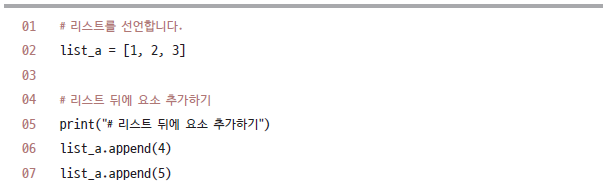 01 # 리스트를 선언합니다.
02 list_a = [1, 2, 3]
03
04 # 리스트 뒤에 요소 추가하기
05 print("# 리스트 뒤에 요소 추가하기")
06 list_a.append(4)
07 list_a.append(5)